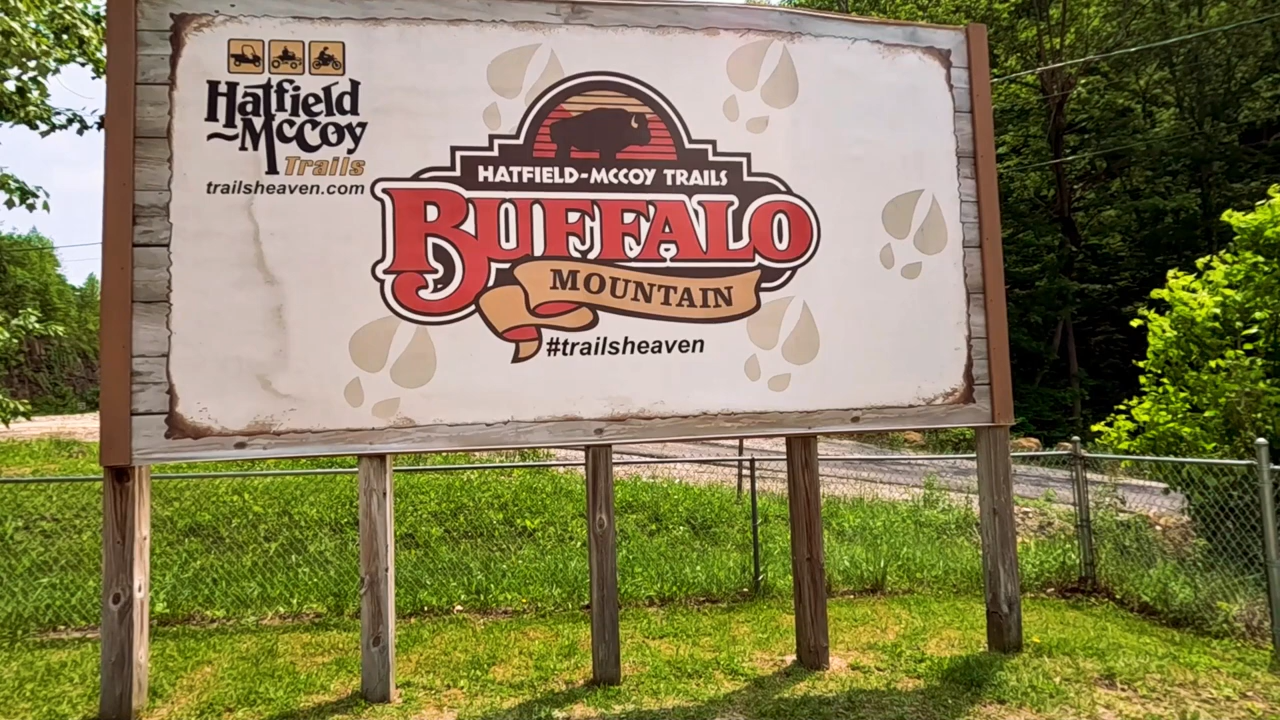 Hatfield
McCoy
Trails
trailsheaven.com
HATFIELD-MCCOY TRAILS
BUFFALO
MOUNTAIN
#trailsheaven